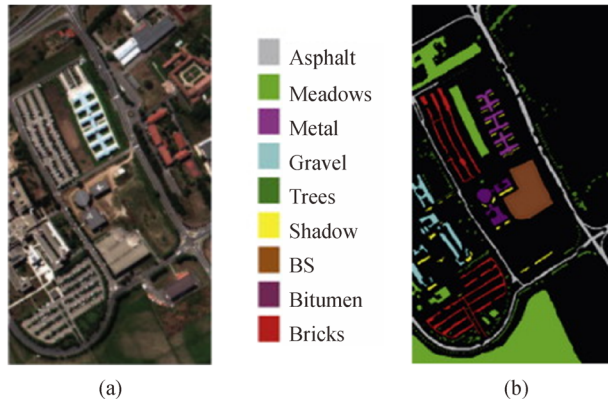 Asphalt
Meadows
Metal
Gravel
Trees
Shadow
BS
Bitumen
Bricks
(a)
(b)